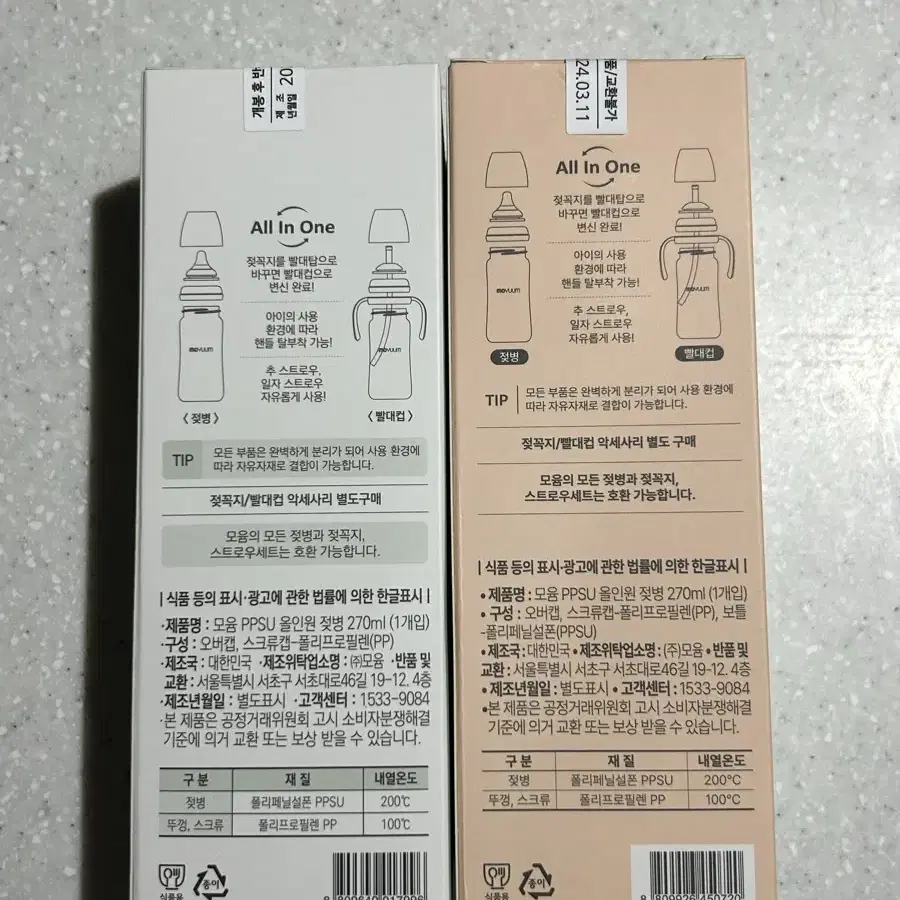 개봉 후 반
제 조
년월일
20
All In One
젖꼭지를 빨대탑으로
바꾸면 빨대컵으로
변신 완료!
아이의 사용
환경에 따라
핸들 탈부착 가능!
추 스트로우,
일자 스트로우
자유롭게 사용!
moyuum
moyuum
< 젖병 >
< 빨대컵 >
TIP
모든 부품은 완벽하게 분리가 되어 사용 환경에
따라 자유자재로 결합이 가능합니다.
젖꼭지/빨대컵 악세사리 별도구매
모윰의 모든 젖병과 젖꼭지,
스트로우세트는 호환 가능합니다.
| 식품 등의 표시·광고에 관한 법률에 의한 한글표시 |
·제품명 : 모윰 PPSU 올인원 젖병 270ml (1개입)
·구성 : 오버캡, 스크류캡-폴리프로필렌(PP)
·제조국 : 대한민국 ·제조위탁업소명 : ㈜모윰 ·반품 및
교환 : 서울특별시 서초구 서초대로46길 19-12. 4층
·제조년월일 : 별도표시 ·고객센터 : 1533-9084
·본 제품은 공정거래위원회 고시 소비자분쟁해결
기준에 의거 교환 또는 보상 받을 수 있습니다.
구 분 재 질 내열온도
젖병 폴리페닐설폰 PPSU 200℃
뚜껑, 스크류 폴리프로필렌 PP 100℃
식품용
종이
품/교환불가
24.03.11
All In One
젖꼭지를 빨대탑으로
바꾸면 빨대컵으로
변신 완료!
아이의 사용
환경에 따라
핸들 탈부착 가능!
추 스트로우,
일자 스트로우
자유롭게 사용!
moyuum
moyuum
젖병
빨대컵
TIP
모든 부품은 완벽하게 분리가 되어 사용 환경에
따라 자유자재로 결합이 가능합니다.
젖꼭지/빨대컵 악세사리 별도 구매
모윰의 모든 젖병과 젖꼭지,
스트로우세트는 호환 가능합니다.
| 식품 등의 표시·광고에 관한 법률에 의한 한글표시 |
• 제품명 : 모윰 PPSU 올인원 젖병 270ml (1개입)
• 구성 : 오버캡, 스크류캡-폴리프로필렌(PP), 보틀
-폴리페닐설폰(PPSU)
• 제조국 : 대한민국 • 제조위탁업소명 : (주)모윰 • 반품 및
교환 : 서울특별시 서초구 서초대로46길 19-12. 4층
• 제조년월일 : 별도표시 • 고객센터 : 1533-9084
•본 제품은 공정거래위원회 고시 소비자분쟁해결
기준에 의거 교환 또는 보상 받을 수 있습니다.
구 분 재 질 내열온도
젖병 폴리페닐설폰 PPSU 200°C
뚜껑, 스크류 폴리프로필렌 PP 100°C
식품용
종이